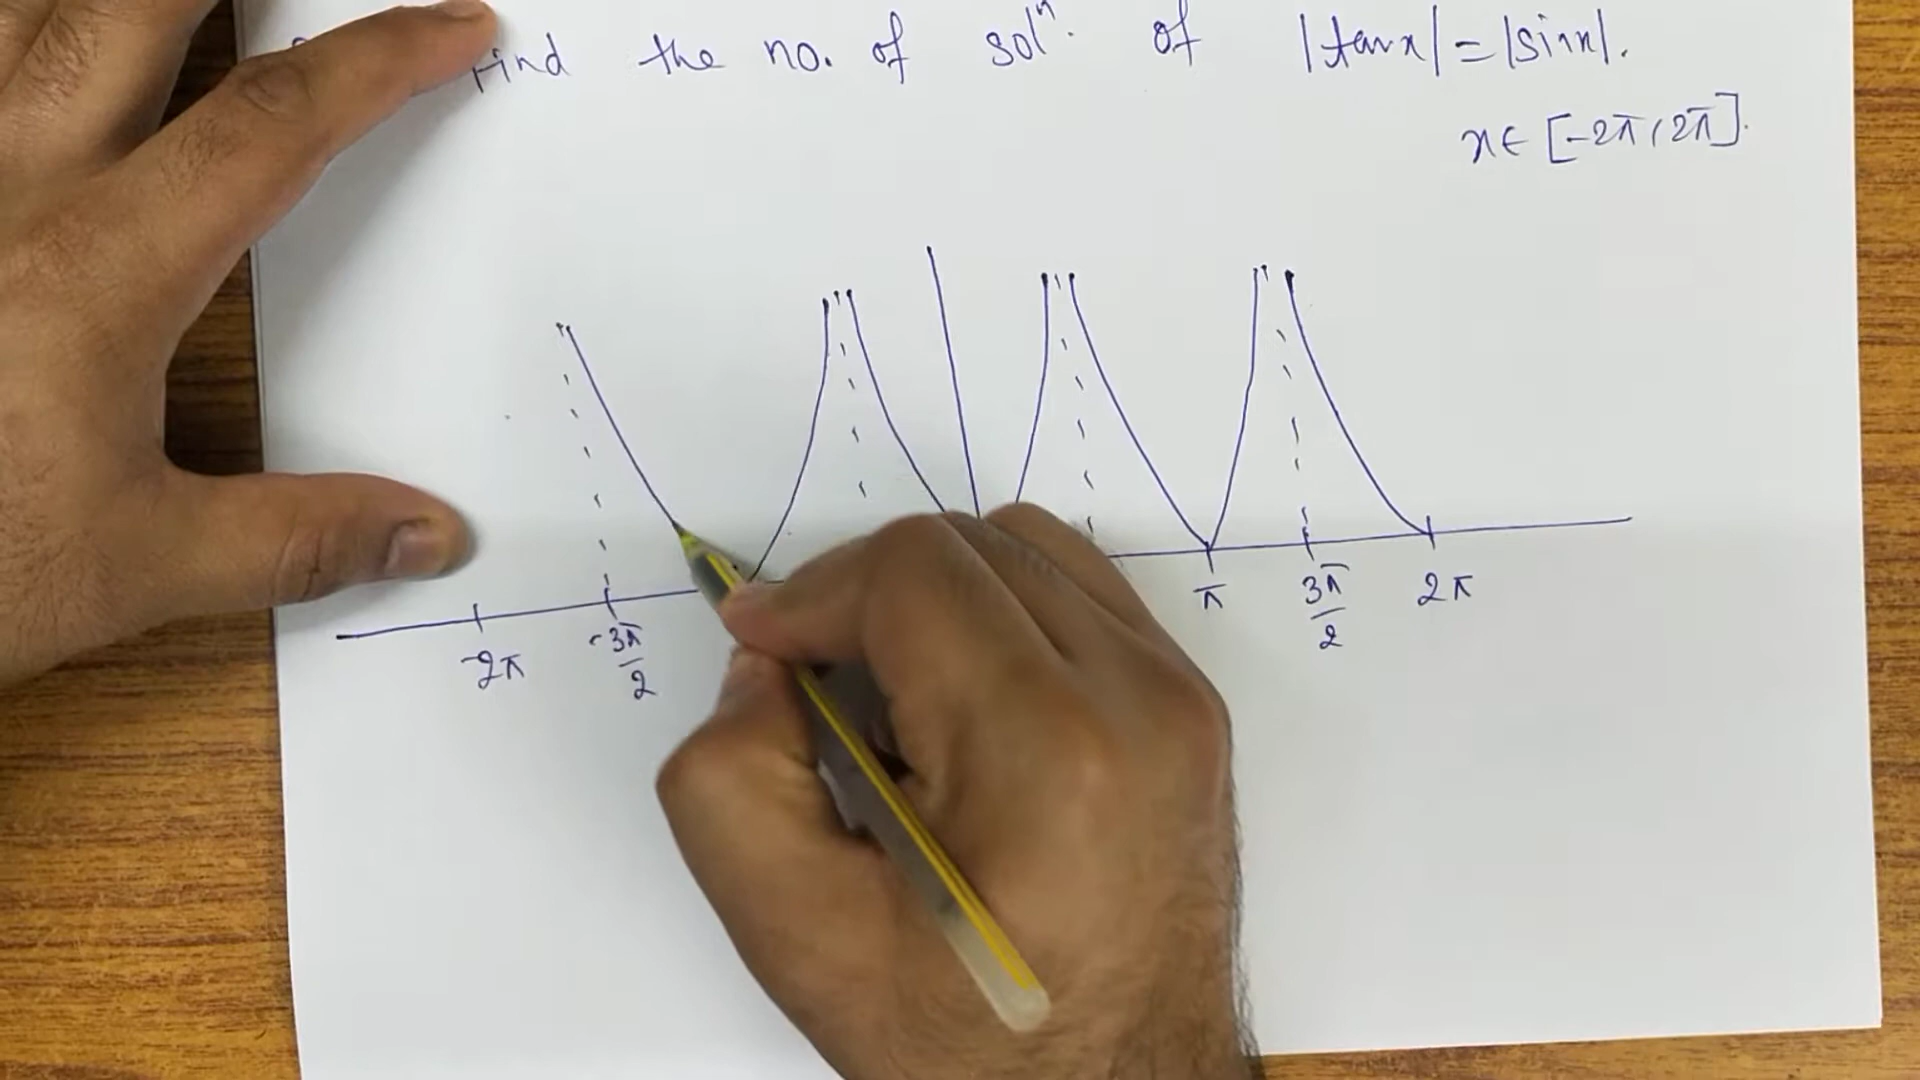 Find the no. of solⁿ. of |tanx| = |sinx|.
x ∈ [-2π, 2π].
-2π -3π/2 π 3π/2 2π